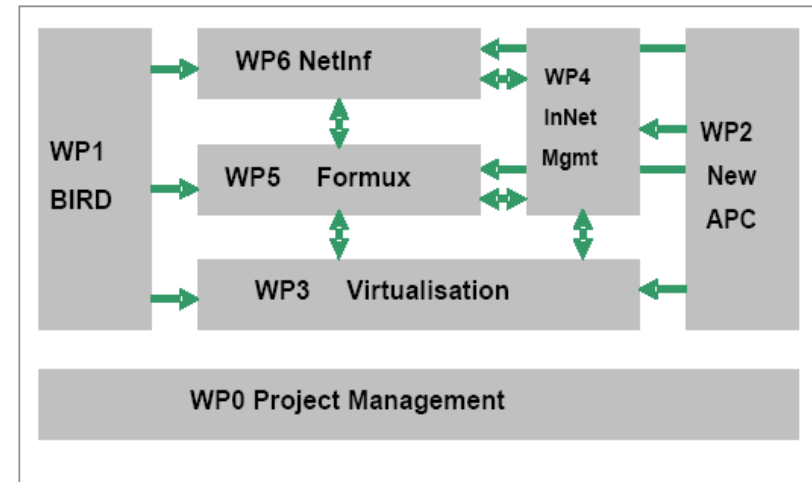 WP1
BIRD
WP6 NetInf
WP5 Formux
WP3 Virtualisation
WP4
InNet
Mgmt
WP2
New
APC
WP0 Project Management